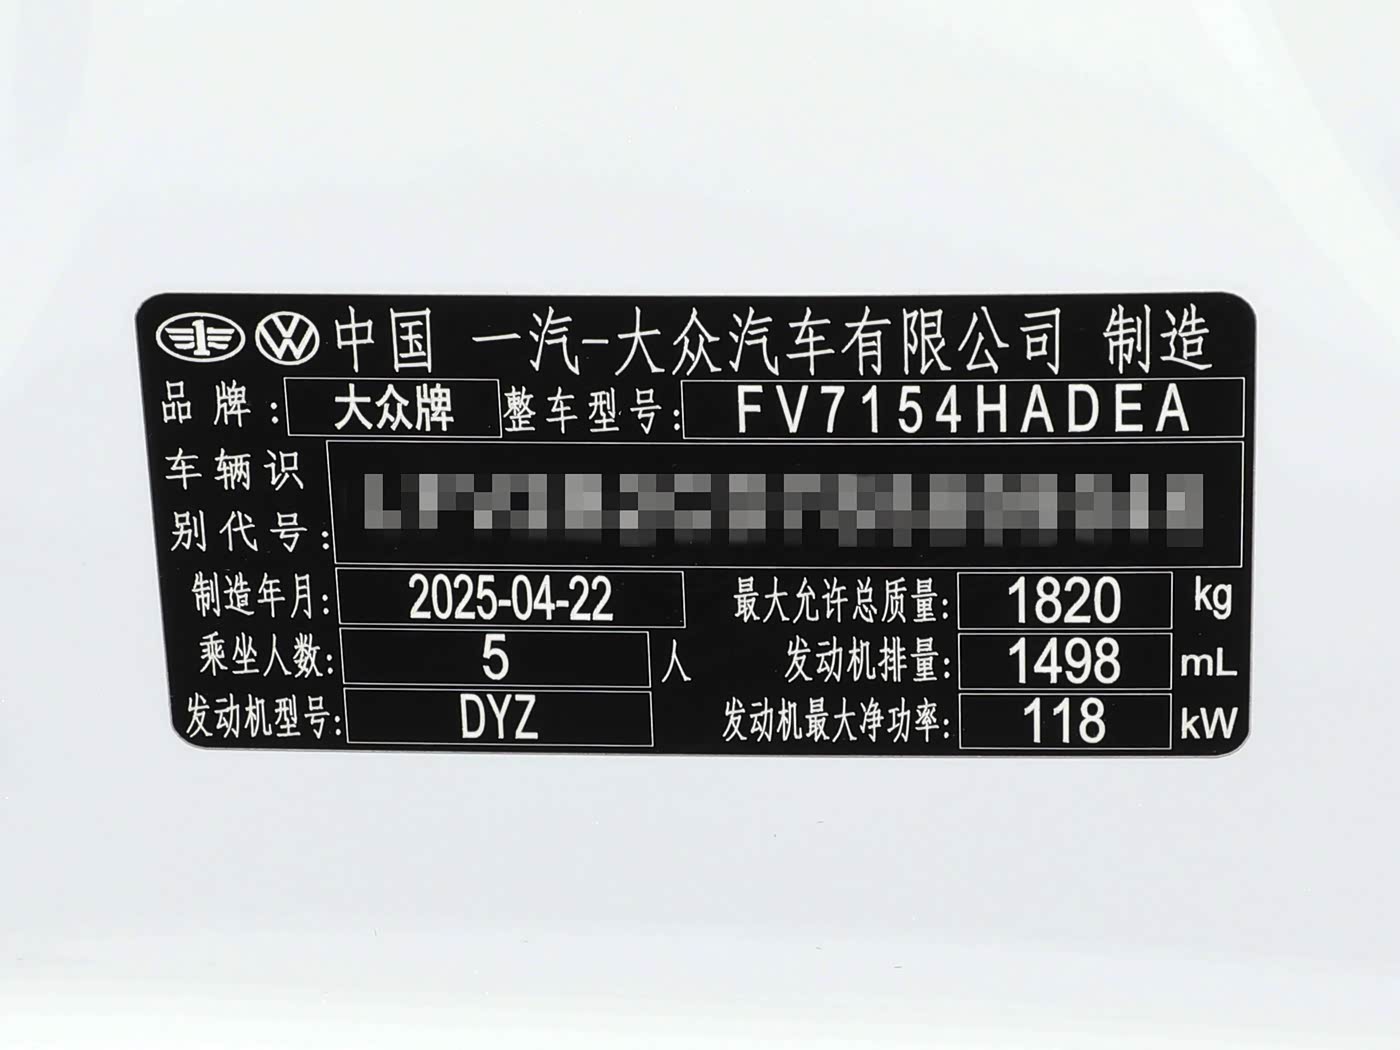 中国 一汽-大众汽车有限公司 制造
品牌: 大众牌 整车型号: FV7154HADEA
车辆识
别代号:
制造年月: 2025-04-22 最大允许总质量: 1820 kg
乘坐人数: 5 人 发动机排量: 1498 mL
发动机型号: DYZ 发动机最大净功率: 118 kW